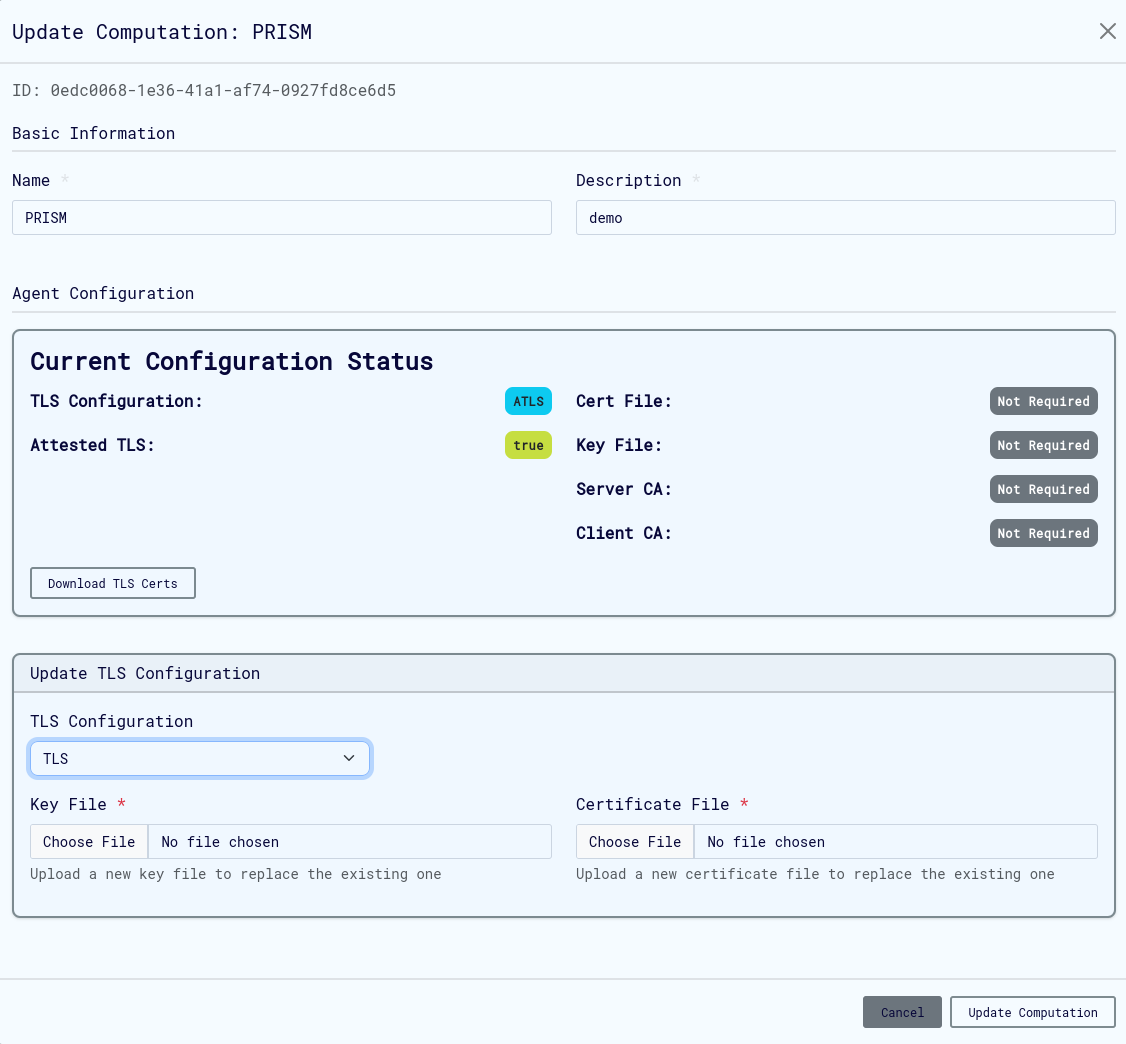 Update Computation: PRISM
ID: 0edc0068-1e36-41a1-af74-0927fd8ce6d5
Basic Information
Name * Description *
PRISM demo
Agent Configuration
Current Configuration Status
TLS Configuration: ATLS Cert File: Not Required
Attested TLS: true Key File: Not Required
Server CA: Not Required
Client CA: Not Required
Download TLS Certs
Update TLS Configuration
TLS Configuration
TLS
Key File * Certificate File *
Choose File No file chosen Choose File No file chosen
Upload a new key file to replace the existing one Upload a new certificate file to replace the existing one
Cancel Update Computation